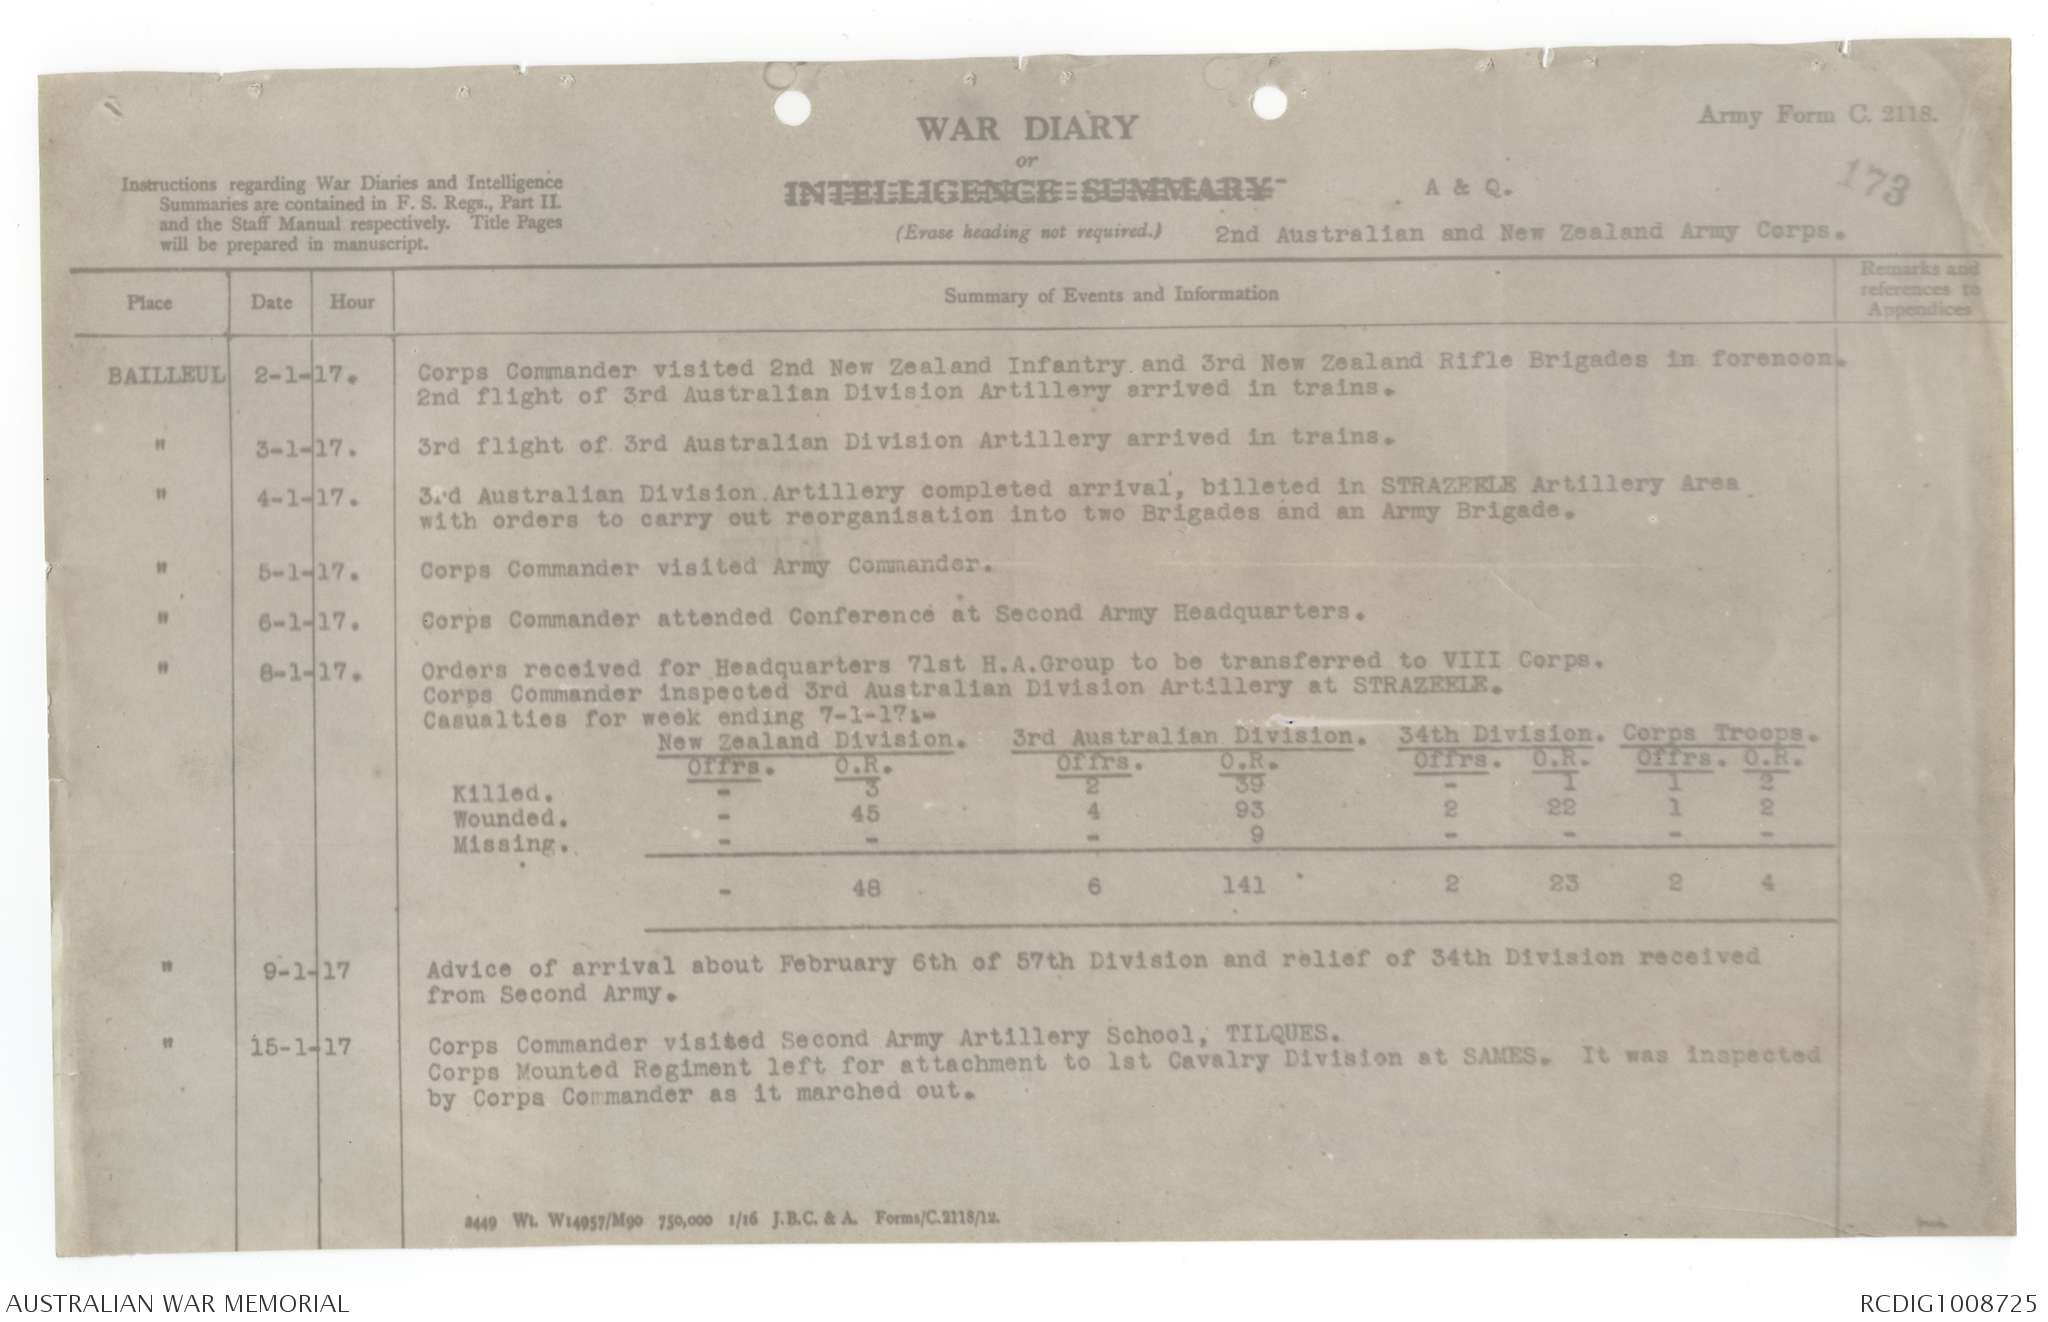 Army Form C. 2118.
WAR DIARY
or
INTELLIGENCE SUMMARY
(Erase heading not required.)
A & Q.
173
2nd Australian and New Zealand Army Corps.
Instructions regarding War Diaries and Intelligence
Summaries are contained in F. S. Regs., Part II.
and the Staff Manual respectively. Title Pages
will be prepared in manuscript.
Place Date Hour Summary of Events and Information Remarks and references to Appendices
BAILLEUL 2-1-17. Corps Commander visited 2nd New Zealand Infantry and 3rd New Zealand Rifle Brigades in forenoon.
2nd flight of 3rd Australian Division Artillery arrived in trains.
" 3-1-17. 3rd flight of 3rd Australian Division Artillery arrived in trains.
" 4-1-17. 3rd Australian Division Artillery completed arrival, billeted in STRAZEELE Artillery Area
with orders to carry out reorganisation into two Brigades and an Army Brigade.
" 5-1-17. Corps Commander visited Army Commander.
" 6-1-17. Corps Commander attended Conference at Second Army Headquarters.
" 8-1-17. Orders received for Headquarters 71st H.A.Group to be transferred to VIII Corps.
Corps Commander inspected 3rd Australian Division Artillery at STRAZEELE.
Casualties for week ending 7-1-17:-
New Zealand Division. 3rd Australian Division. 34th Division. Corps Troops.
Offrs. O.R. Offrs. O.R. Offrs. O.R. Offrs. O.R.
Killed. - 3 2 39 - 1 1 2
Wounded. - 45 4 93 2 22 1 2
Missing. - - - 9 - - - -
- 48 6 141 2 23 2 4
" 9-1-17 Advice of arrival about February 6th of 57th Division and relief of 34th Division received
from Second Army.
" 15-1-17 Corps Commander visited Second Army Artillery School, TILQUES.
Corps Mounted Regiment left for attachment to 1st Cavalry Division at SAMES. It was inspected
by Corps Commander as it marched out.
2449 Wt. W14957/M90 750,000 1/16 J.B.C. & A. Forms/C.2118/12.
AUSTRALIAN WAR MEMORIAL
RCDIG1008725